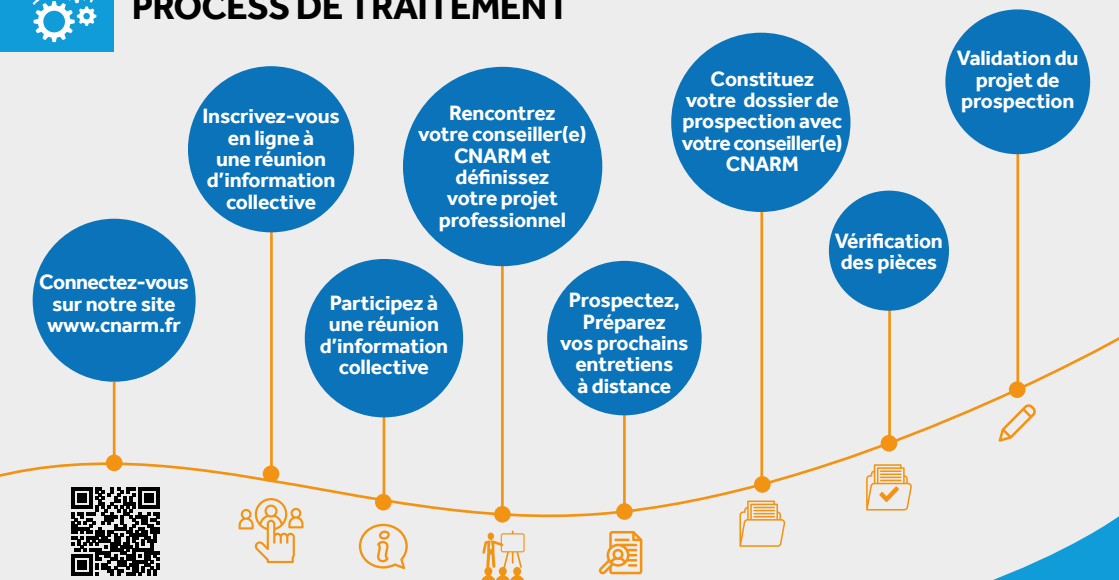 PROCESS DE TRAITEMENT
Connectez-vous
sur notre site
www.cnarm.fr
Inscrivez-vous
en ligne à
une réunion
d'information
collective
Participez à
une réunion
d'information
collective
Rencontrez
votre conseiller(e)
CNARM et
définissez
votre projet
professionnel
Prospectez,
Préparez
vos prochains
entretiens
à distance
Constituez
votre dossier de
prospection avec
votre conseiller(e)
CNARM
Vérification
des pièces
Validation du
projet de
prospection